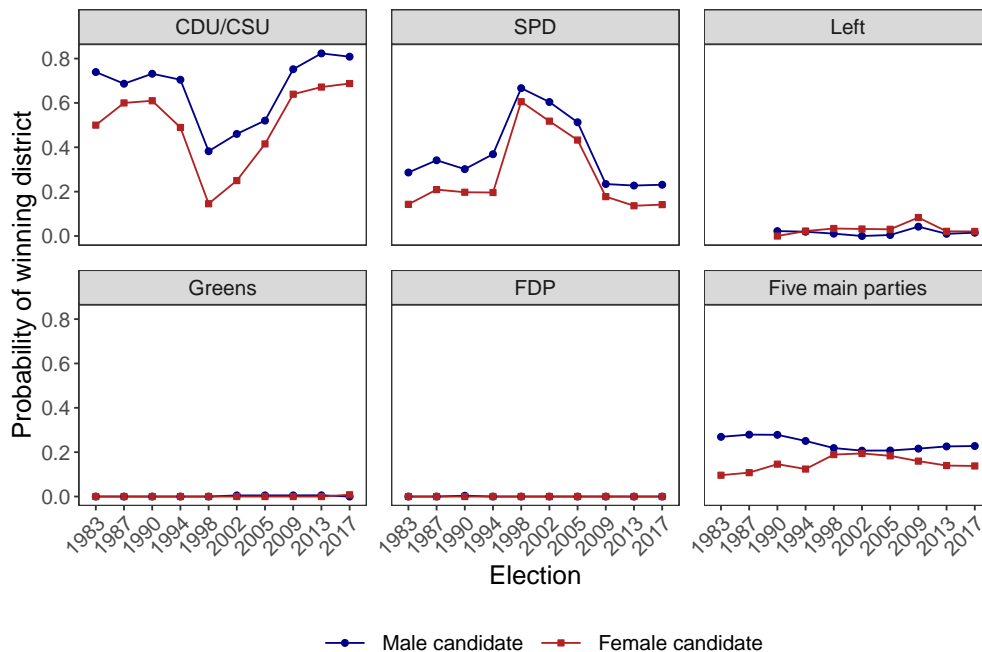 CDU/CSU
SPD
Left
0.8
0.6
0.4
0.2
0.0
Probability of winning district
Greens
FDP
Five main parties
0.8
0.6
0.4
0.2
0.0
1983 1987 1990 1994 1998 2002 2005 2009 2013 2017
1983 1987 1990 1994 1998 2002 2005 2009 2013 2017
1983 1987 1990 1994 1998 2002 2005 2009 2013 2017
Election
Male candidate
Female candidate